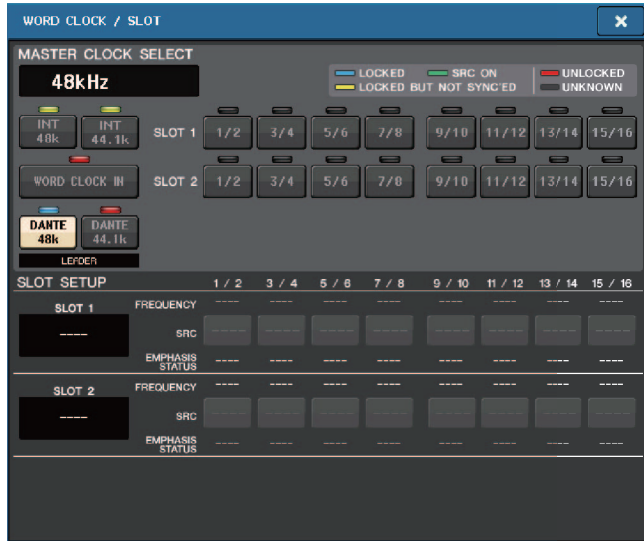 WORD CLOCK / SLOT
MASTER CLOCK SELECT
48kHz
LOCKED SRC ON UNLOCKED
LOCKED BUT NOT SYNC'ED UNKNOWN
INT 48k
INT 44.1k
SLOT 1 1/2 3/4 5/6 7/8 9/10 11/12 13/14 15/16
WORD CLOCK IN
SLOT 2 1/2 3/4 5/6 7/8 9/10 11/12 13/14 15/16
DANTE 48k
DANTE 44.1k
LEADER
SLOT SETUP 1 / 2 3 / 4 5 / 6 7 / 8 9 / 10 11 / 12 13 / 14 15 / 16
SLOT 1
----
FREQUENCY ---- ---- ---- ---- ---- ---- ---- ----
SRC ---- ---- ---- ---- ---- ---- ---- ----
EMPHASIS STATUS ---- ---- ---- ---- ---- ---- ---- ----
SLOT 2
----
FREQUENCY ---- ---- ---- ---- ---- ---- ---- ----
SRC ---- ---- ---- ---- ---- ---- ---- ----
EMPHASIS STATUS ---- ---- ---- ---- ---- ---- ---- ----